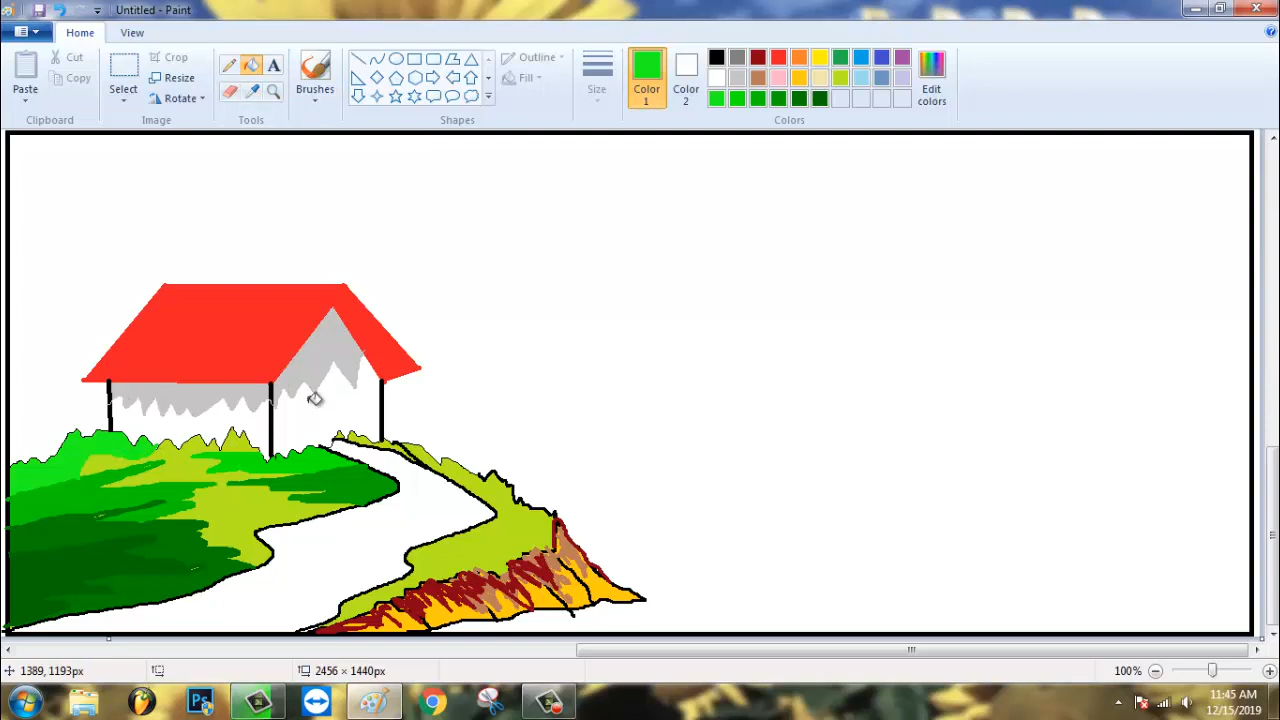 Untitled - Paint
Home View
Paste
Cut
Copy
Select
Crop
Resize
Rotate
A
Brushes
Outline
Fill
Size
Color 1
Color 2
Edit colors
Clipboard Image Tools Shapes Colors
1389, 1193px 2456 × 1440px 100%
Ps
11:45 AM
12/15/2019